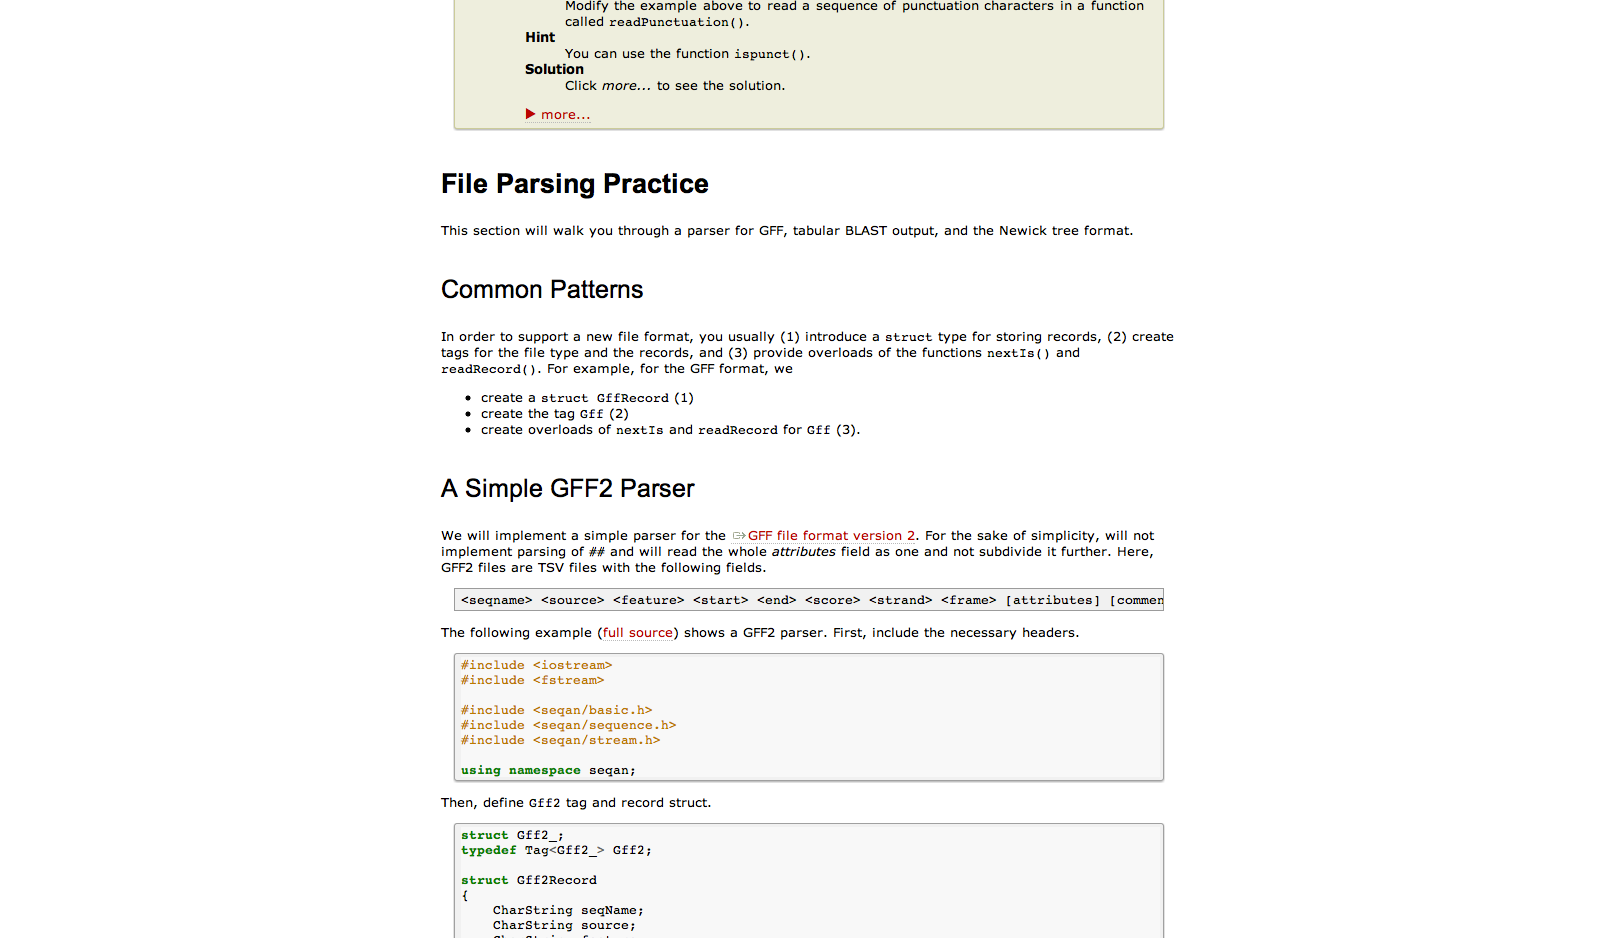 Modify the example above to read a sequence of punctuation characters in a function
called readPunctuation().
Hint
You can use the function ispunct().
Solution
Click more... to see the solution.
more...
File Parsing Practice
This section will walk you through a parser for GFF, tabular BLAST output, and the Newick tree format.
Common Patterns
In order to support a new file format, you usually (1) introduce a struct type for storing records, (2) create
tags for the file type and the records, and (3) provide overloads of the functions nextIs() and
readRecord(). For example, for the GFF format, we
• create a struct GffRecord (1)
• create the tag Gff (2)
• create overloads of nextIs and readRecord for Gff (3).
A Simple GFF2 Parser
We will implement a simple parser for the GFF file format version 2. For the sake of simplicity, will not
implement parsing of ## and will read the whole attributes field as one and not subdivide it further. Here,
GFF2 files are TSV files with the following fields.
<seqname> <source> <feature> <start> <end> <score> <strand> <frame> [attributes] [commen
The following example (full source) shows a GFF2 parser. First, include the necessary headers.
#include <iostream>
#include <fstream>
#include <seqan/basic.h>
#include <seqan/sequence.h>
#include <seqan/stream.h>
using namespace seqan;
Then, define Gff2 tag and record struct.
struct Gff2_;
typedef Tag<Gff2_> Gff2;
struct Gff2Record
{
CharString seqName;
CharString source;